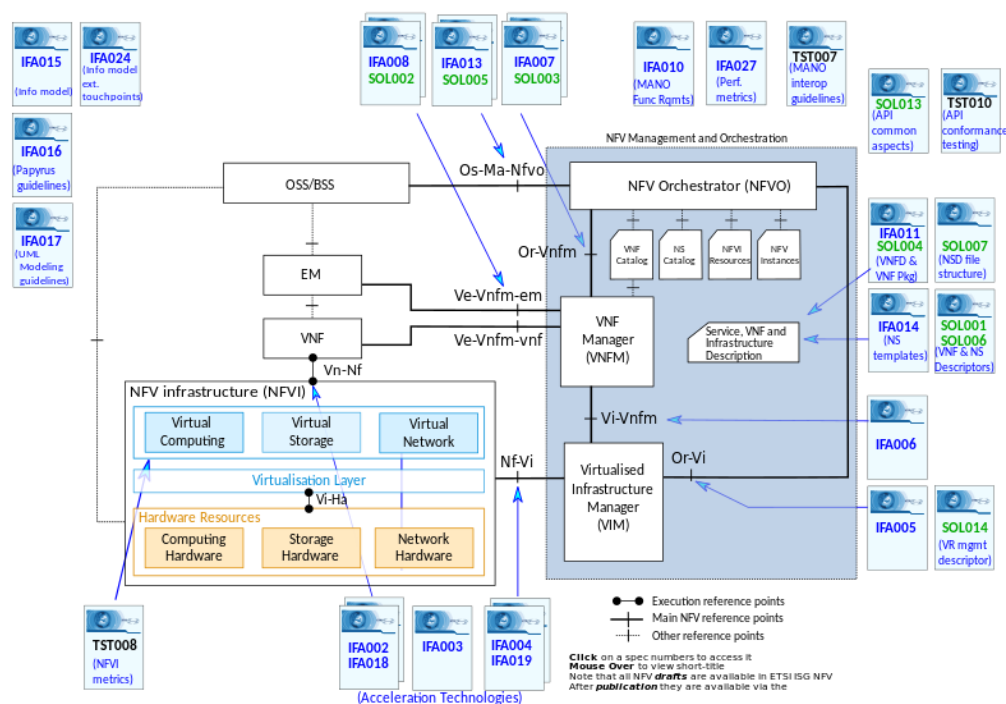 IFA015
(Info model)
IFA024
(Info model
ext.
touchpoints)
IFA008
SOL002
IFA013
SOL005
IFA007
SOL003
IFA010
(MANO
Func Rqmts)
IFA027
(Perf.
metrics)
TST007
(MANO
interop
guidelines)
SOL013
(API
common
aspects)
TST010
(API
conformance
testing)
IFA016
(Papyrus
guidelines)
IFA017
(UML
Modeling
guidelines)
NFV Management and Orchestration
OSS/BSS
Os-Ma-Nfvo
NFV Orchestrator (NFVO)
Or-Vnfm
VNF
Catalog
NS
Catalog
NFVI
Resources
NFV
Instances
IFA011
SOL004
(VNFD &
VNF Pkg)
SOL007
(NSD file
structure)
EM
Ve-Vnfm-em
VNF
Ve-Vnfm-vnf
VNF
Manager
(VNFM)
Service, VNF and
Infrastructure
Description
IFA014
(NS
templates)
SOL001
SOL006
(VNF & NS
Descriptors)
Vn-Nf
NFV infrastructure (NFVI)
Virtual
Computing
Virtual
Storage
Virtual
Network
Vi-Vnfm
IFA006
Virtualisation Layer
Nf-Vi
Virtualised
Infrastructure
Manager
(VIM)
Or-Vi
Vi-Ha
Hardware Resources
Computing
Hardware
Storage
Hardware
Network
Hardware
IFA005
SOL014
(VR mgmt
descriptor)
TST008
(NFVI
metrics)
IFA002
IFA018
IFA003
IFA004
IFA019
(Acceleration Technologies)
Execution reference points
Main NFV reference points
Other reference points
Click on a spec numbers to access it
Mouse Over to view short-title
Note that all NFV drafts are available in ETSI ISG NFV
After publication they are available via the